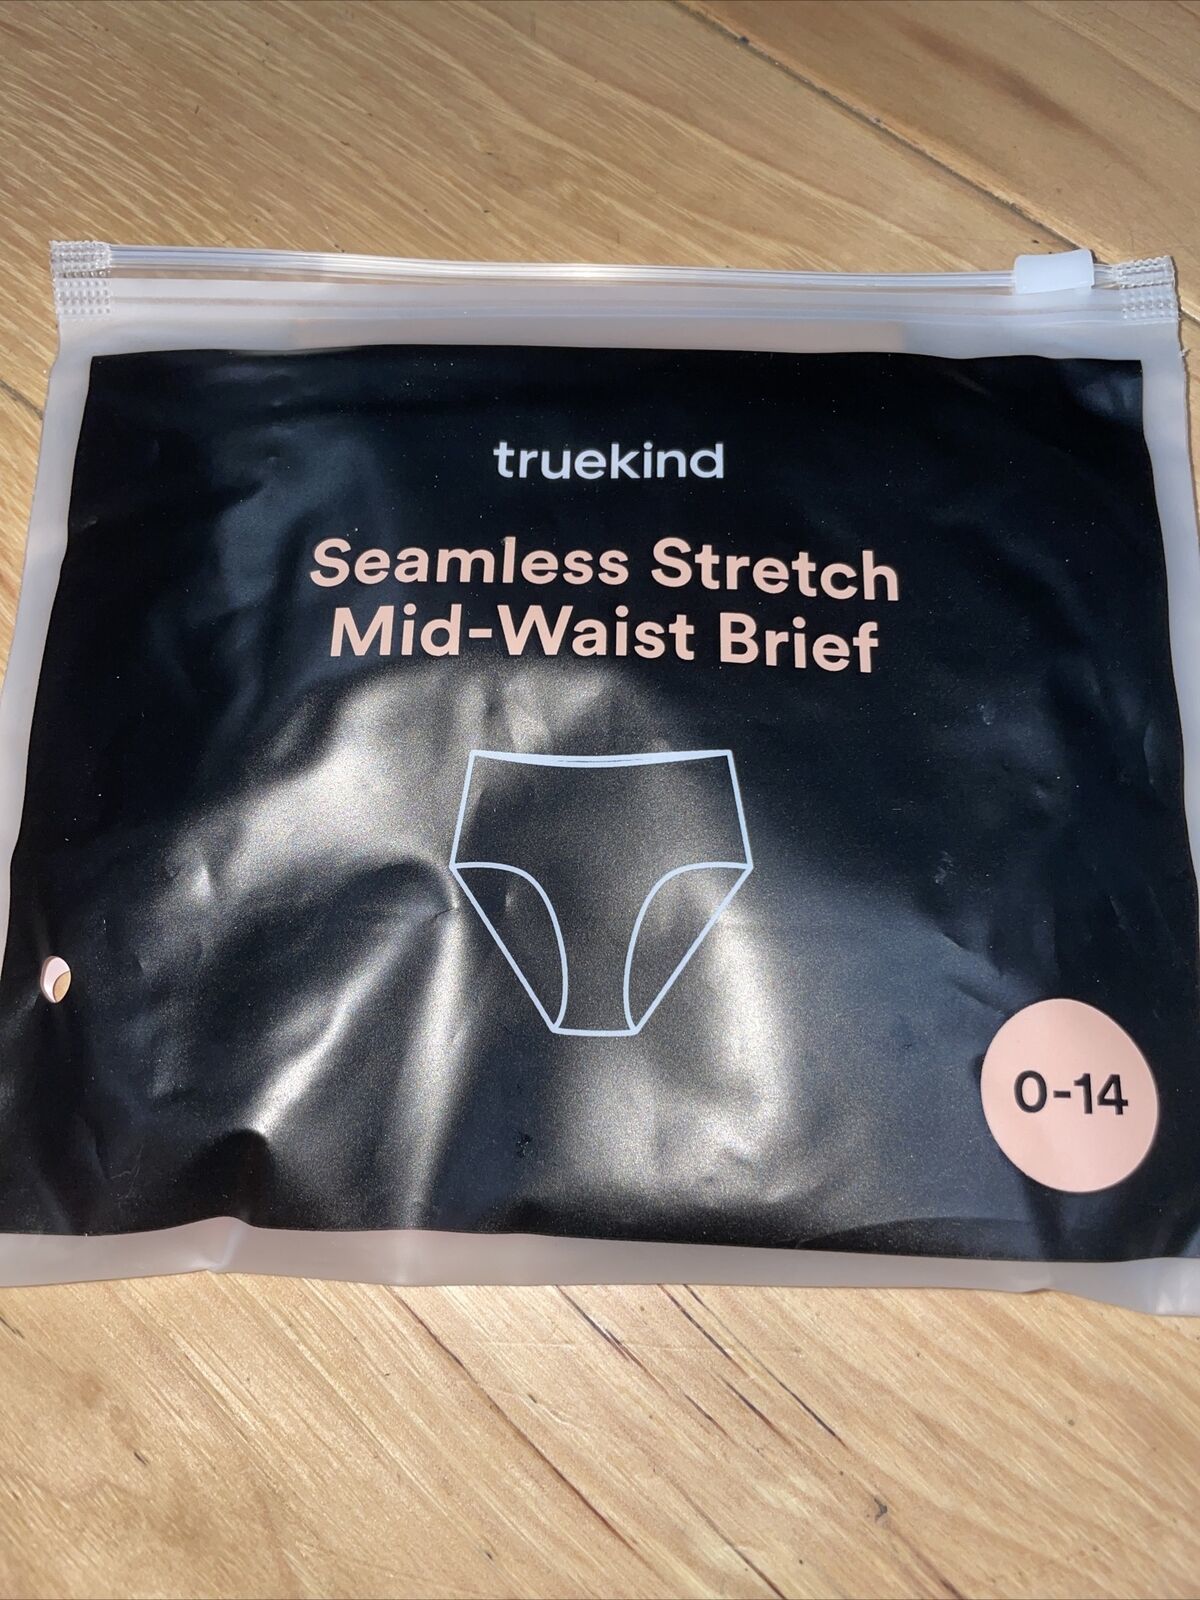 truekind
Seamless Stretch
Mid-Waist Brief
0-14